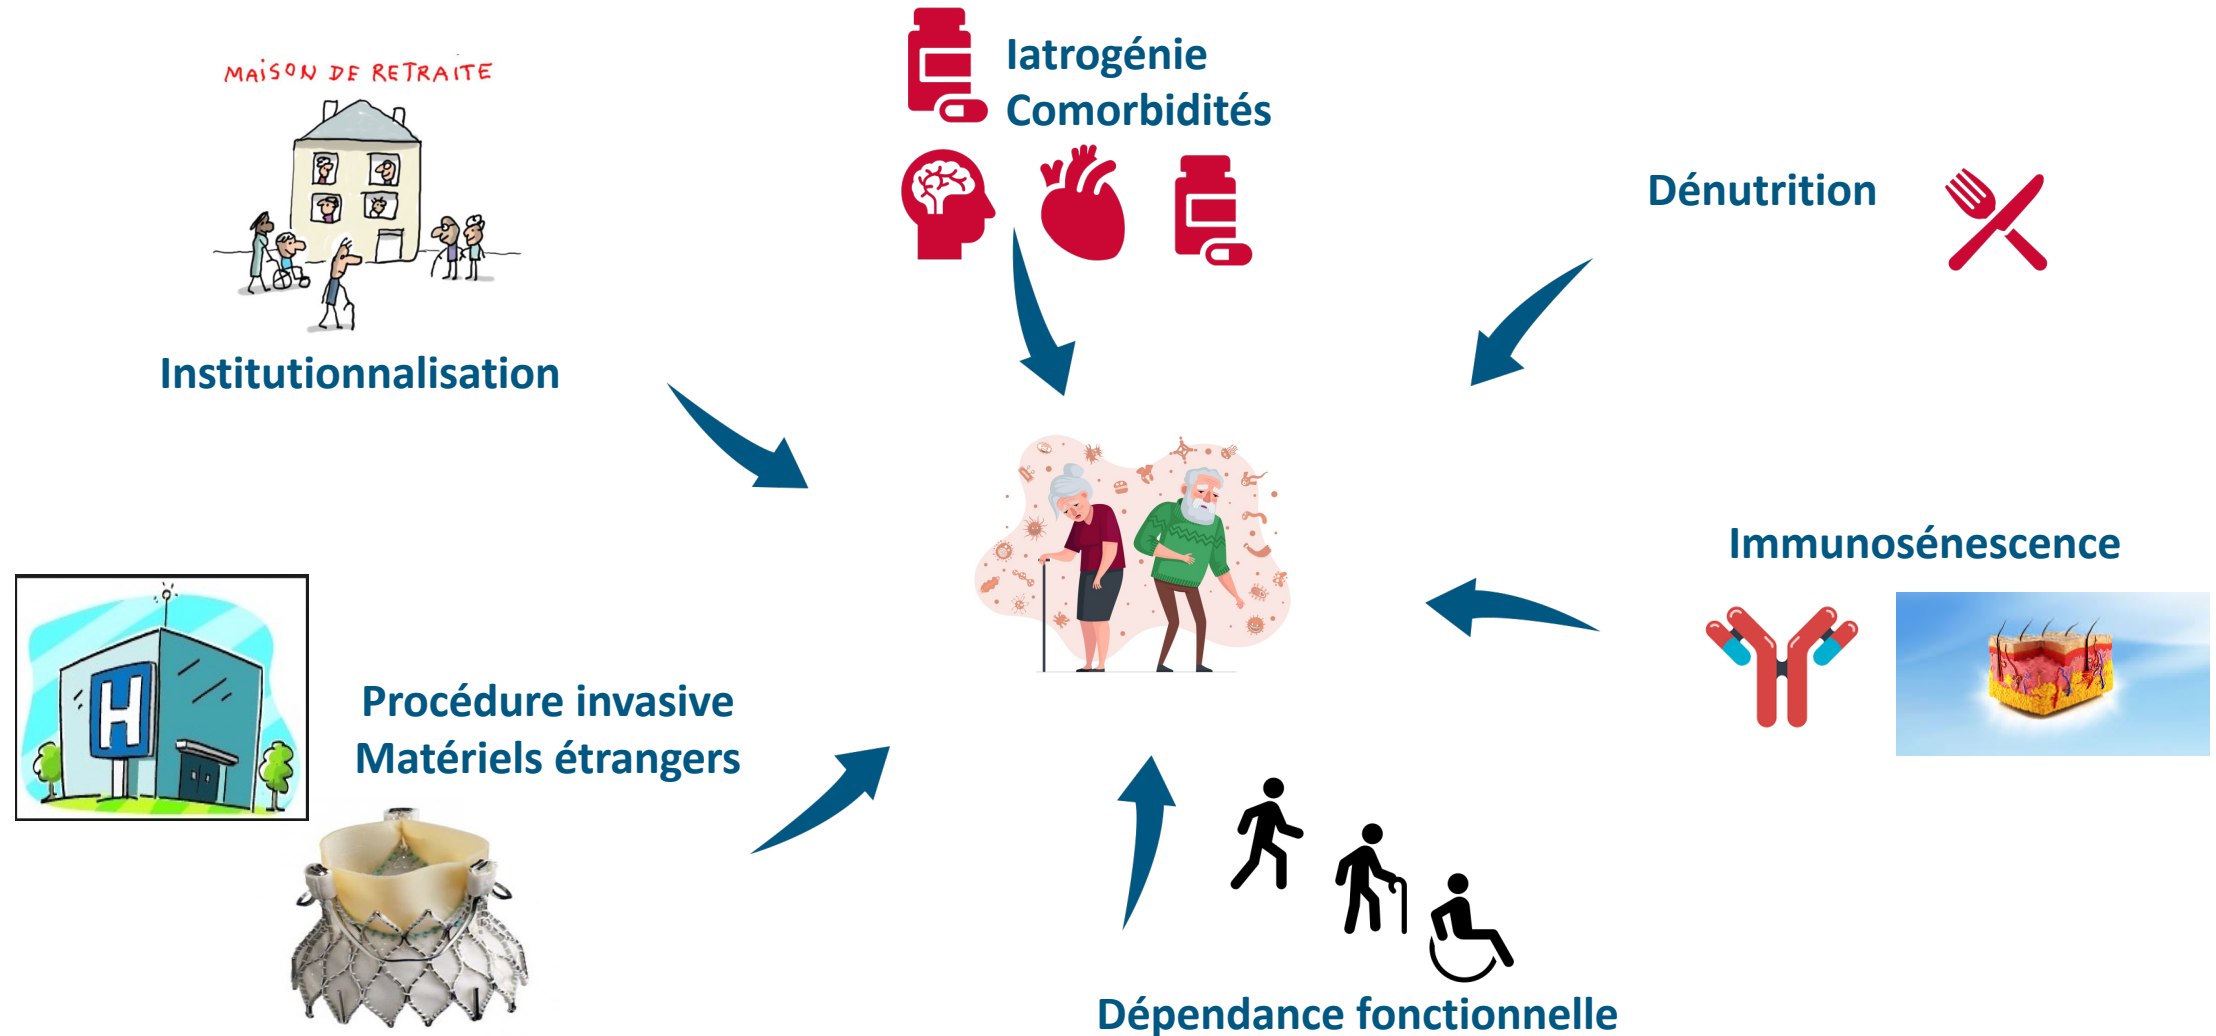 MAISON DE RETRAITE
Institutionnalisation
Iatrogénie
Comorbidités
Dénutrition
Immunosénescence
H
Procédure invasive
Matériels étrangers
Dépendance fonctionnelle